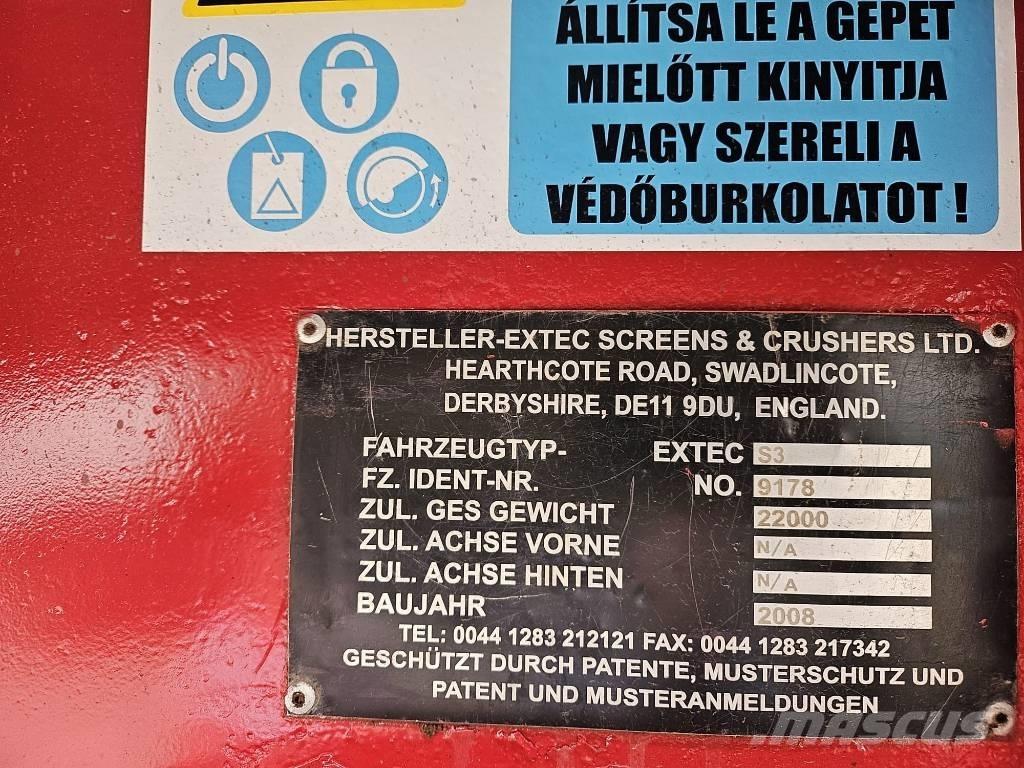 ÁLLÍTSA LE A GÉPET
MIELŐTT KINYITJA
VAGY SZERELI A
VÉDŐBURKOLATOT !
HERSTELLER-EXTEC SCREENS & CRUSHERS LTD.
HEARTHCOTE ROAD, SWADLINCOTE,
DERBYSHIRE, DE11 9DU, ENGLAND.
FAHRZEUGTYP- EXTEC S3
FZ. IDENT-NR. NO. 9178
ZUL. GES GEWICHT 22000
ZUL. ACHSE VORNE N/A
ZUL. ACHSE HINTEN N/A
BAUJAHR 2008
TEL: 0044 1283 212121 FAX: 0044 1283 217342
GESCHÜTZT DURCH PATENTE, MUSTERSCHUTZ UND
PATENT UND MUSTERANMELDUNGEN
MASCUS